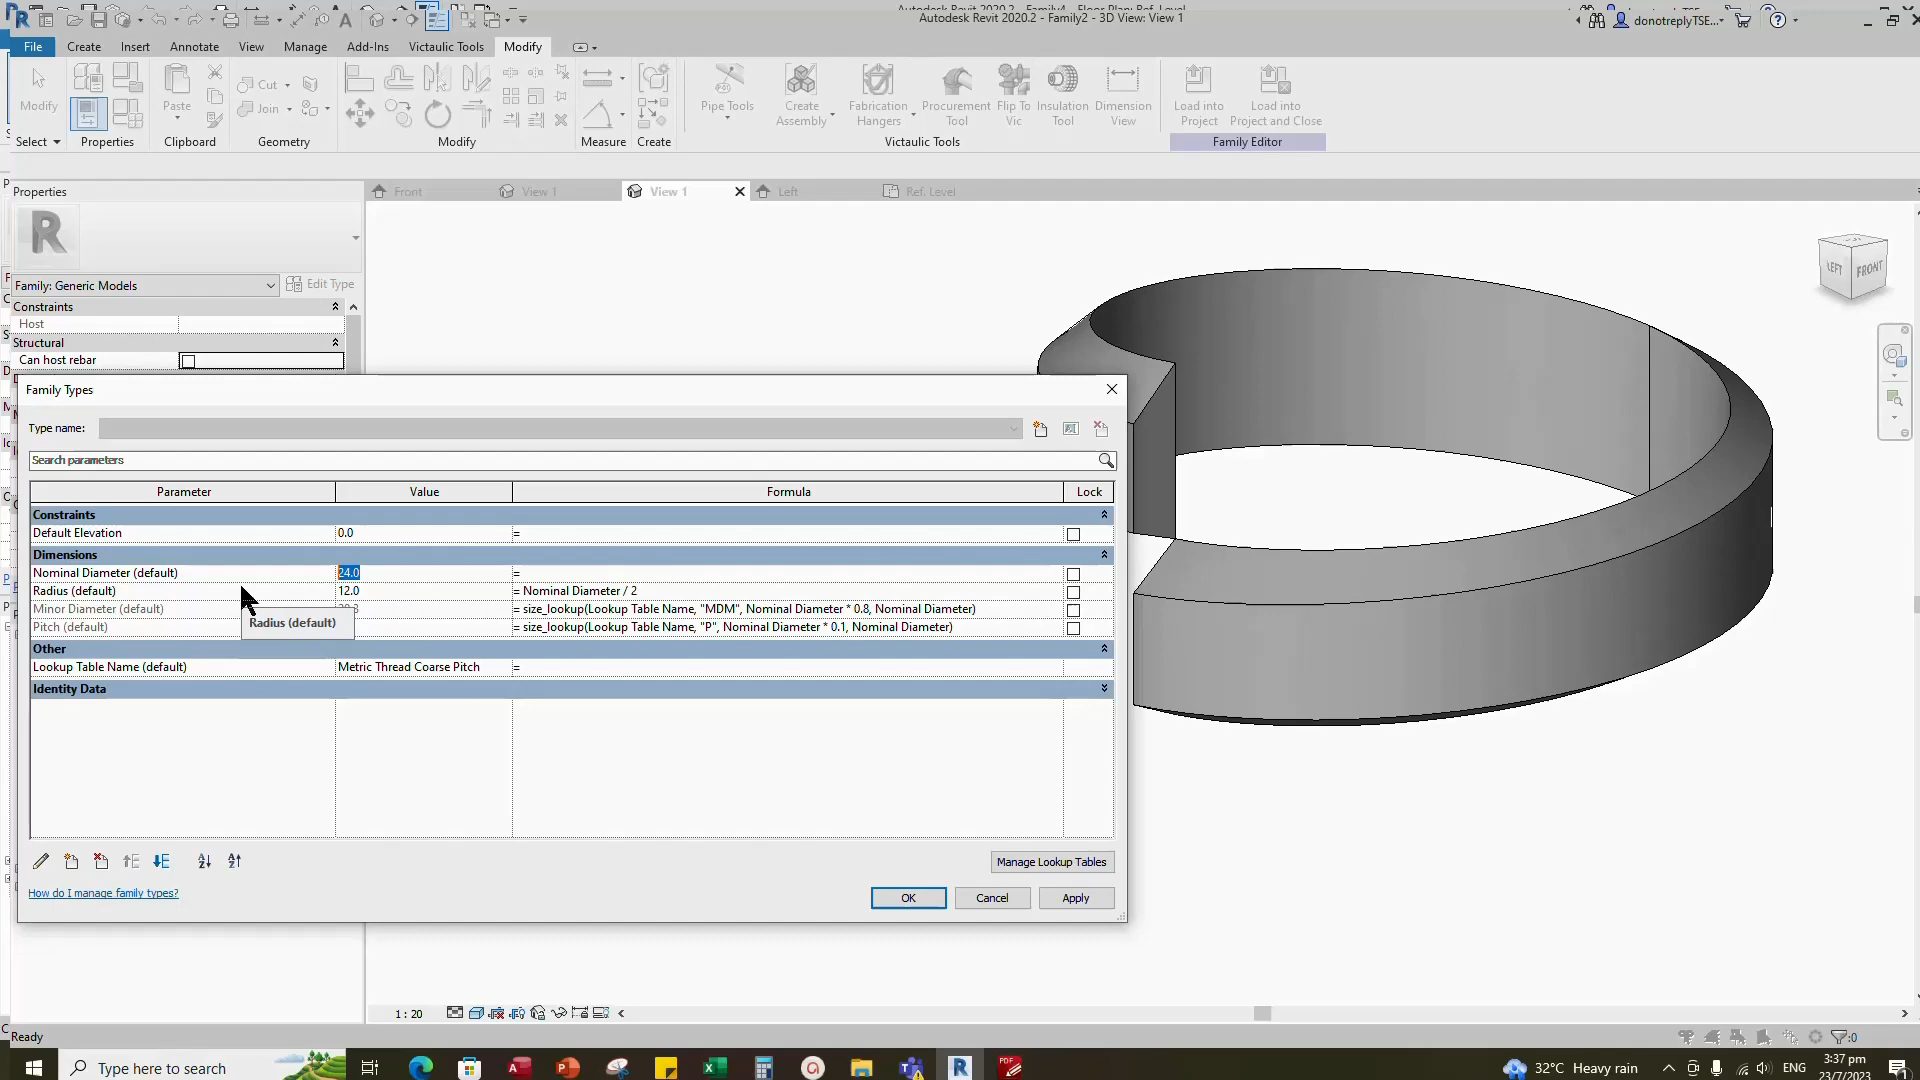 Autodesk Revit 2020.2 - Family2 - 3D View: View 1
donotreplyTSE...
File Create Insert Annotate View Manage Add-Ins Victaulic Tools Modify
Modify
Paste
Cut
Join
Pipe Tools
Create Assembly
Fabrication Hangers
Procurement Tool
Flip To Vic
Insulation Tool
Dimension View
Load into Project
Load into Project and Close
Select Properties Clipboard Geometry Modify Measure Create Victaulic Tools Family Editor
Properties
Front View 1 View 1 Left Ref. Level
Family: Generic Models Edit Type
Constraints
Host
Structural
Can host rebar
LEFT FRONT
Family Types
Type name:
Search parameters
Parameter Value Formula Lock
Constraints
Default Elevation 0.0 =
Dimensions
Nominal Diameter (default) 24.0 =
Radius (default) 12.0 = Nominal Diameter / 2
Minor Diameter (default) = size_lookup(Lookup Table Name, "MDM", Nominal Diameter * 0.8, Nominal Diameter)
Pitch (default) = size_lookup(Lookup Table Name, "P", Nominal Diameter * 0.1, Nominal Diameter)
Radius (default)
Other
Lookup Table Name (default) Metric Thread Coarse Pitch =
Identity Data
Manage Lookup Tables
How do I manage family types?
OK Cancel Apply
1 : 20
Ready
:0
Type here to search
32°C Heavy rain
ENG
3:37 pm
23/7/2023